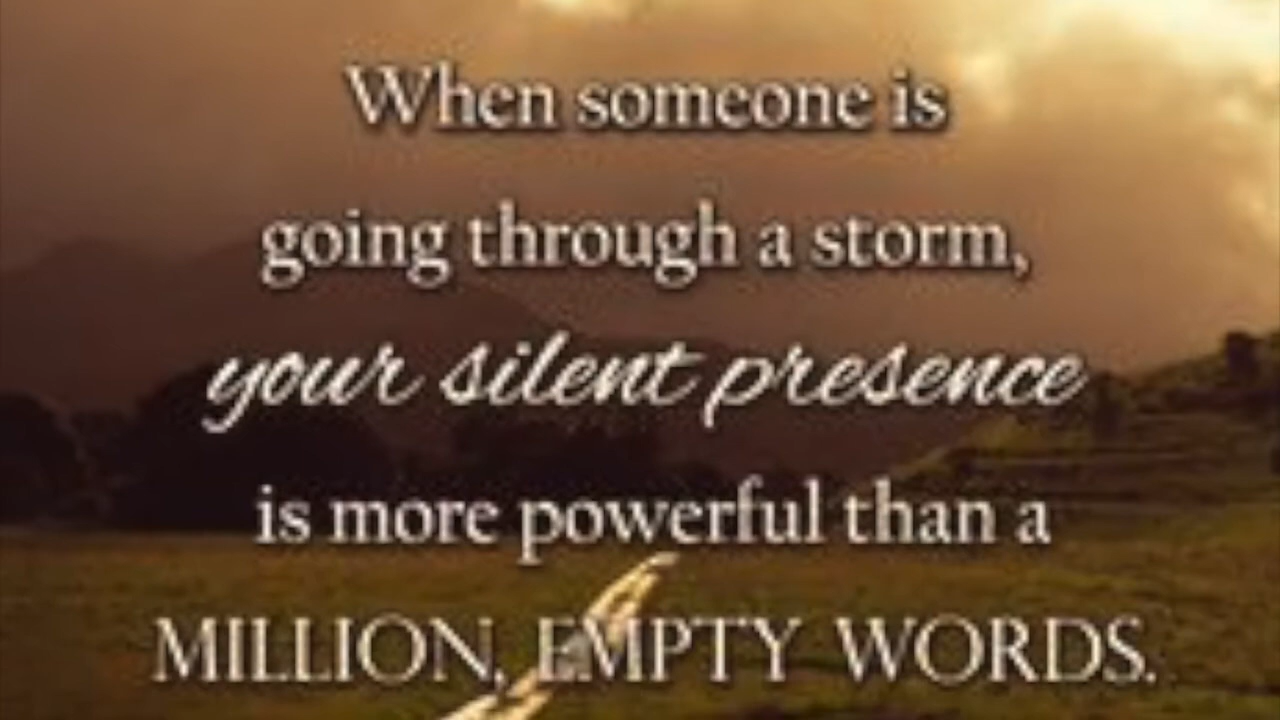 When someone is
going through a storm,
your silent presence
is more powerful than a
MILLION, EMPTY WORDS.